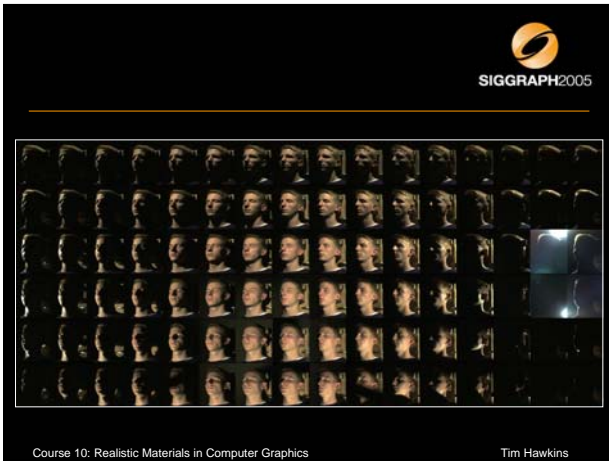 SIGGRAPH2005
Course 10: Realistic Materials in Computer Graphics
Tim Hawkins